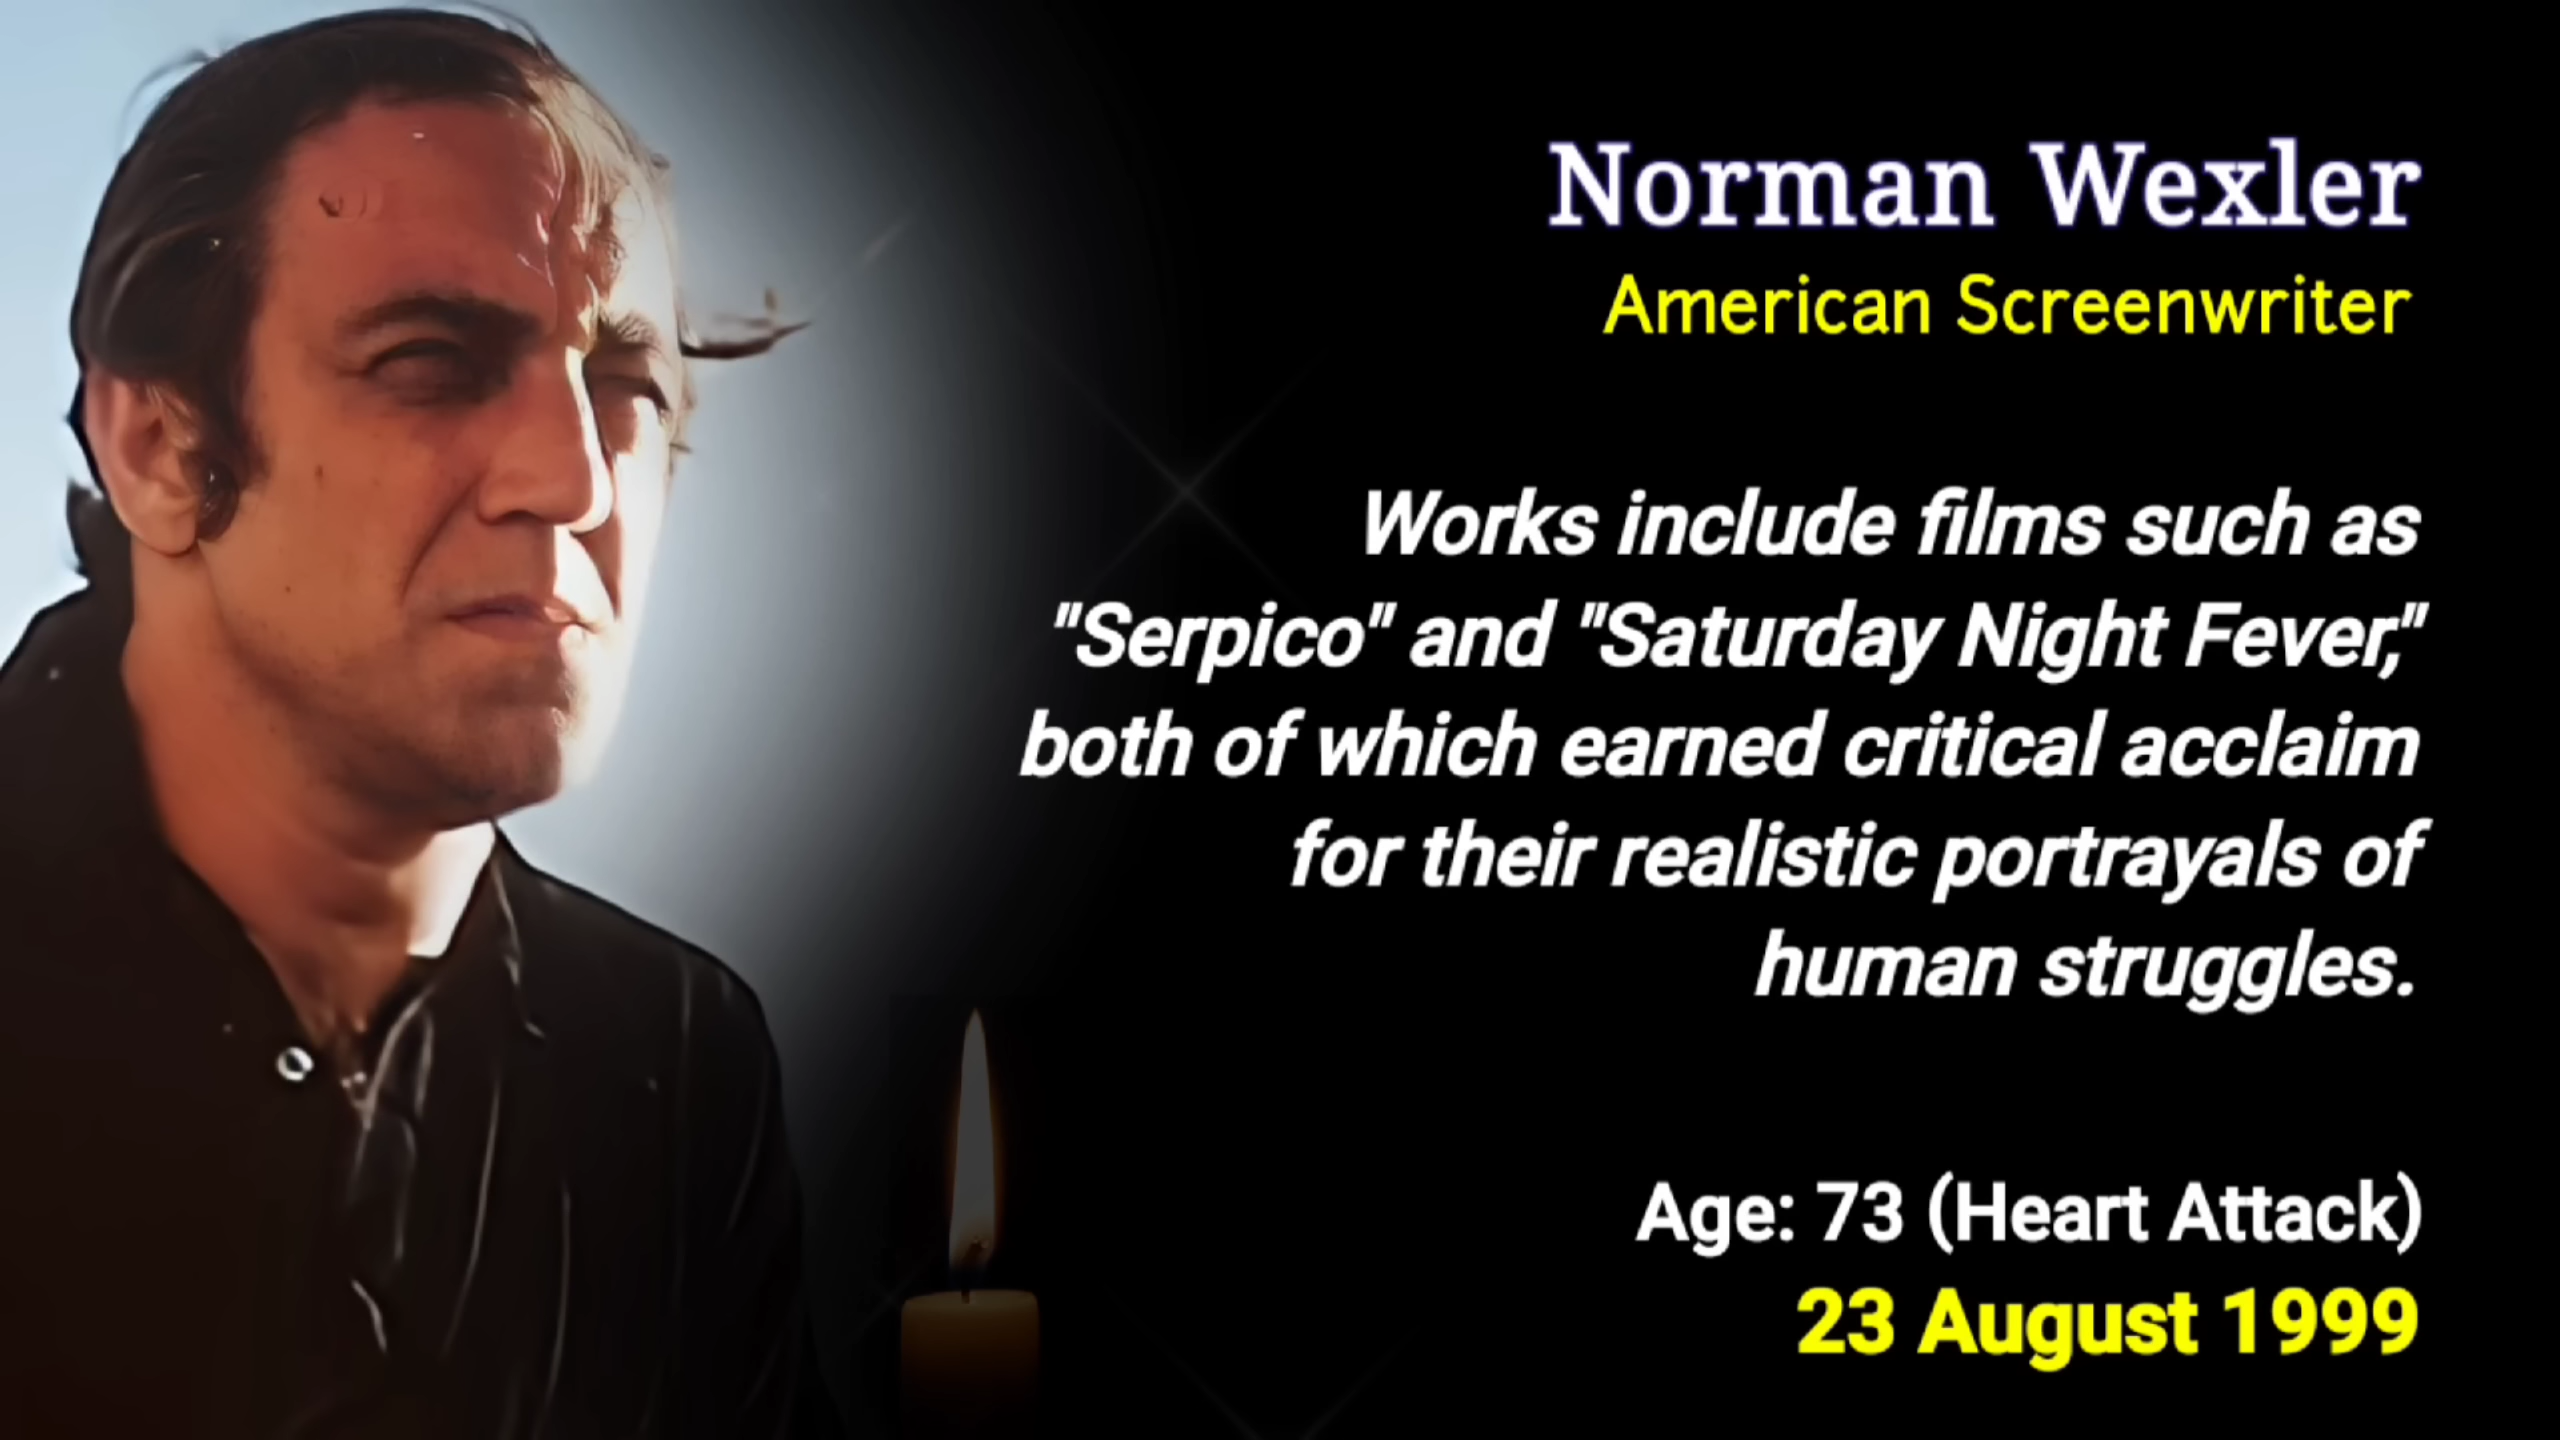 Norman Wexler
American Screenwriter
Works include films such as
"Serpico" and "Saturday Night Fever,"
both of which earned critical acclaim
for their realistic portrayals of
human struggles.
Age: 73 (Heart Attack)
23 August 1999